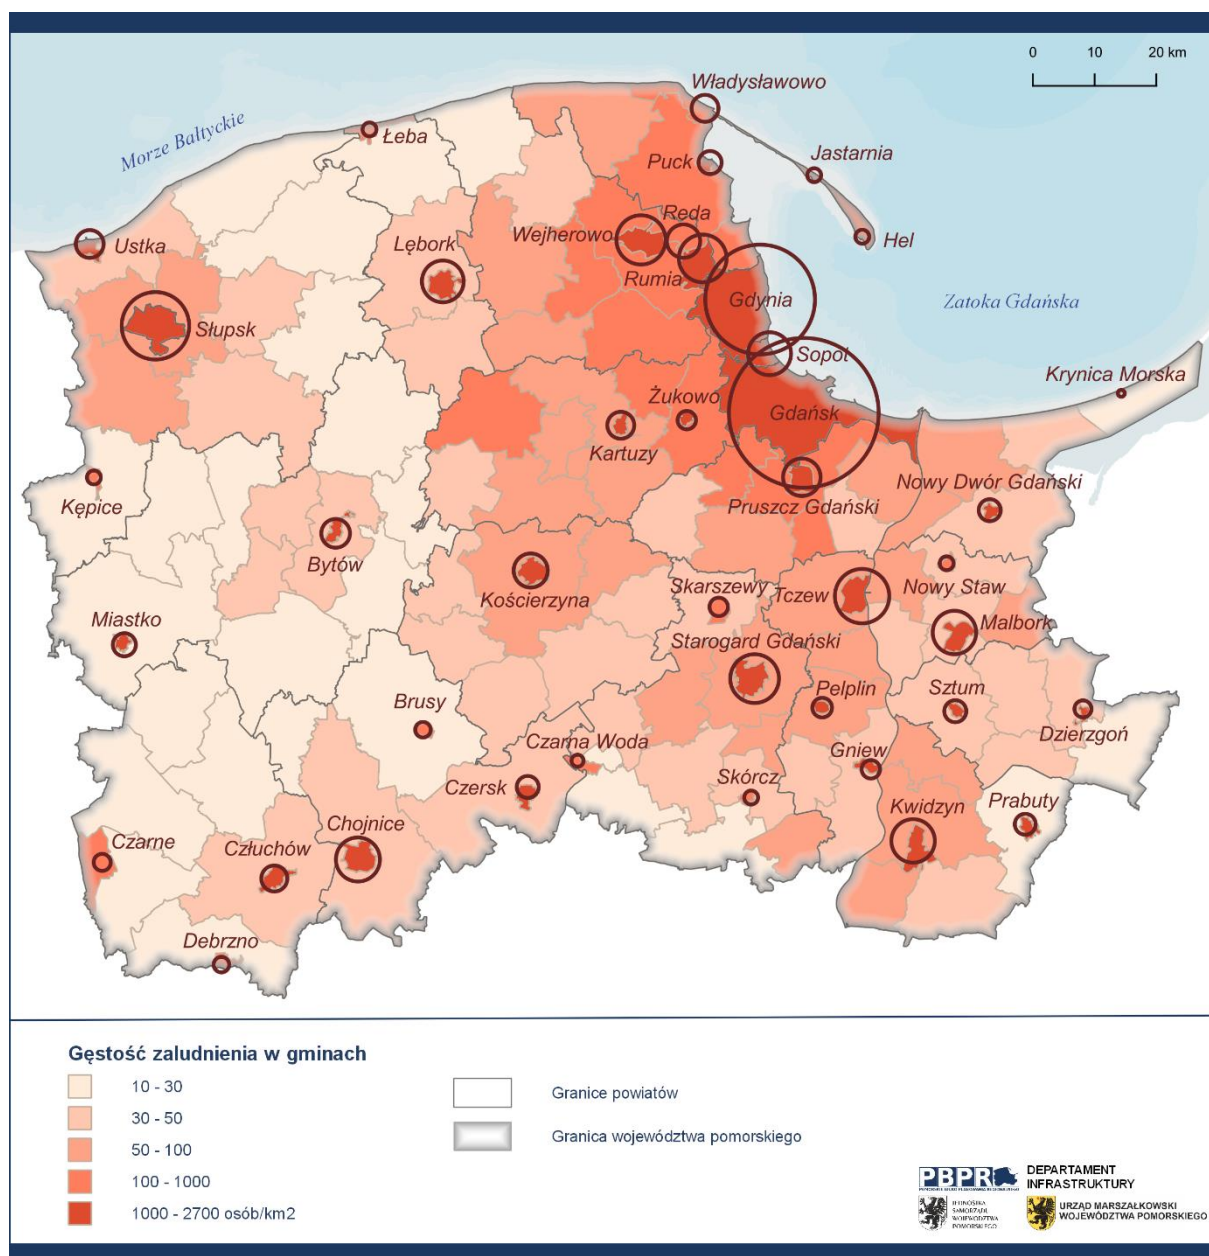 0 10 20 km
Władysławowo
Morze Bałtyckie
Łeba
Puck
Jastarnia
Reda
Ustka
Lębork
Wejherowo
Hel
Rumia
Gdynia
Zatoka Gdańska
Słupsk
Sopot
Krynica Morska
Żukowo
Gdańsk
Kartuzy
Nowy Dwór Gdański
Kępice
Pruszcz Gdański
Bytów
Skarszewy
Tczew
Nowy Staw
Kościerzyna
Miastko
Malbork
Starogard Gdański
Brusy
Pelplin
Sztum
Czarna Woda
Dzierzgoń
Gniew
Czersk
Skórcz
Kwidzyn
Prabuty
Chojnice
Czarne
Człuchów
Debrzno
Gęstość zaludnienia w gminach
10 - 30
30 - 50
50 - 100
100 - 1000
1000 - 2700 osób/km2
Granice powiatów
Granica województwa pomorskiego
PBPR
DEPARTAMENT
INFRASTRUKTURY
JEDNOSTKA
SAMORZĄDU
WOJEWÓDZTWA
POMORSKIEGO
URZĄD MARSZAŁKOWSKI
WOJEWÓDZTWA POMORSKIEGO